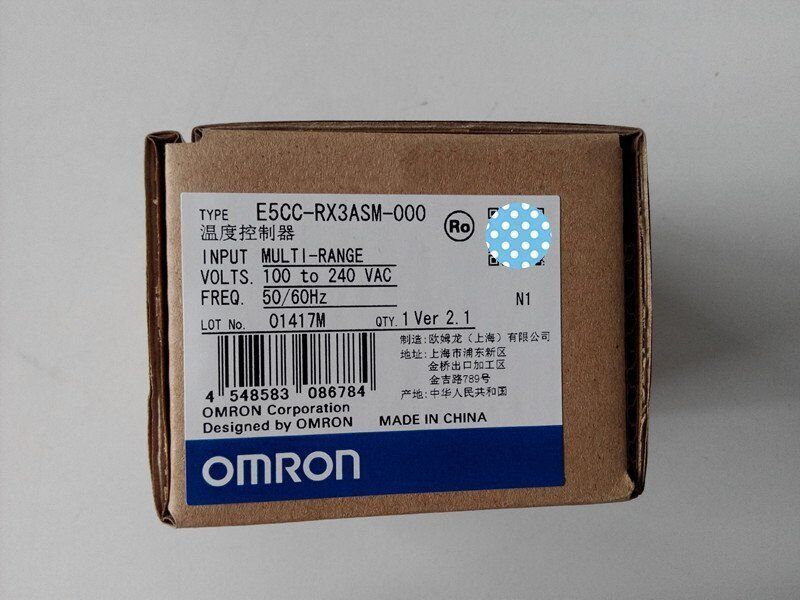 TYPE E5CC-RX3ASM-000
温度控制器
Ro
INPUT MULTI-RANGE
VOLTS. 100 to 240 VAC
FREQ. 50/60Hz
N1
LOT No. 01417M QTY. 1 Ver 2.1
4 548583 086784
制造:欧姆龙（上海）有限公司
地址:上海市浦东新区
金桥出口加工区
金吉路789号
产地:中华人民共和国
OMRON Corporation
Designed by OMRON MADE IN CHINA
OMRON